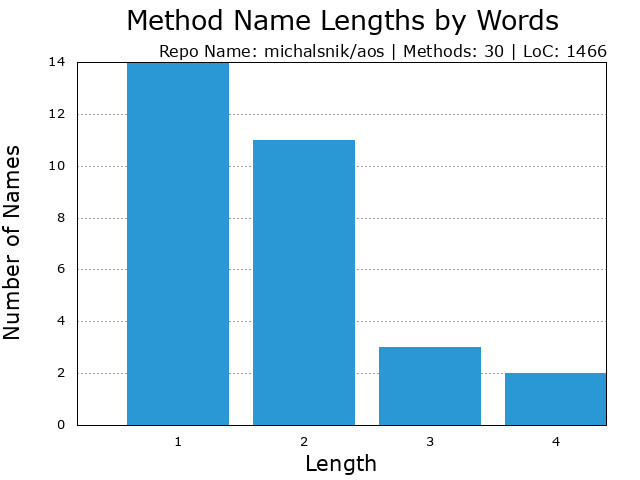 Method Name Lengths by Words
Repo Name: michalsnik/aos | Methods: 30 | LoC: 1466
Number of Names
14
12
10
8
6
4
2
0
1 2 3 4
Length